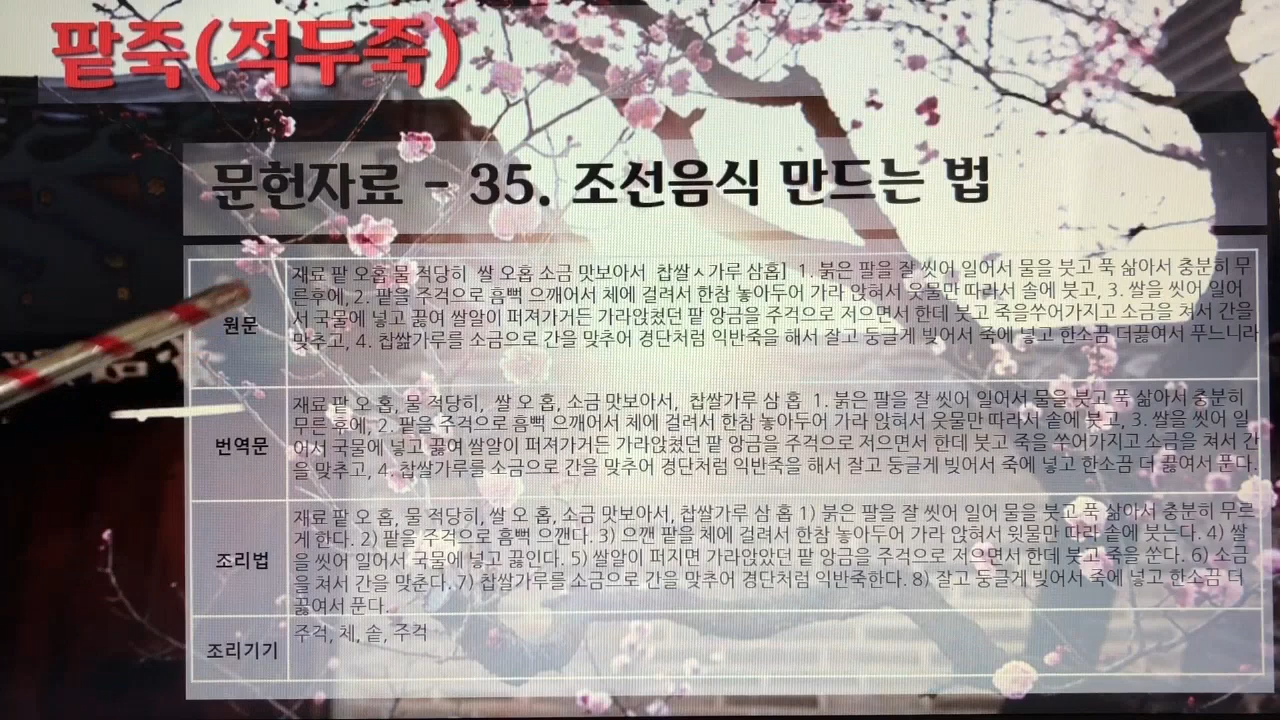 팥죽(적두죽)
문헌자료 - 35. 조선음식 만드는 법
원문
재료 팥 오홉 물 적당히 쌀 오홉 소금 맛보아서 찹쌀ㅅ가루 삼홉] 1. 붉은 팔을 잘 씻어 일어서 물을 붓고 푹 삶아서 충분히 무
른후에, 2. 팥을 주걱으로 흠뻑 으깨어서 체에 걸려서 한참 놓아두어 가라 앉혀서 웃물만 따라서 솔에 붓고, 3. 쌀을 씻어 일어
서 국물에 넣고 끓여 쌀알이 퍼져가거든 가라앉혔던 팥 앙금을 주걱으로 저으면서 한데 붓고 죽을쑤어가지고 소금을 쳐서 간을
맞추고, 4. 찹쌃가루를 소금으로 간을 맞추어 경단처럼 익반죽을 해서 잘고 둥글게 빚어서 죽에 넣고 한소끔 더끓여서 푸느니라
번역문
재료 팥 오 홉, 물 적당히, 쌀 오 홉, 소금 맛보아서, 찹쌀가루 삼 홉 1. 붉은 팔을 잘 씻어 일어서 물을 붓고 푹 삶아서 충분히
무른 후에, 2. 팥을 주걱으로 흠뻑 으깨어서 체에 걸러서 한참 놓아두어 가라 앉혀서 웃물만 따라서 솥에 붓고, 3. 쌀을 씻어 일
어서 국물에 넣고 끓여 쌀알이 퍼져가거든 가라앉혔던 팥 앙금을 주걱으로 저으면서 한데 붓고 죽을 쑤어가지고 소금을 쳐서 간
을 맞추고, 4. 찹쌀가루를 소금으로 간을 맞추어 경단처럼 익반죽을 해서 잘고 둥글게 빚어서 죽에 넣고 한소끔 더 끓여서 푼다.
조리법
재료 팥 오 홉, 물 적당히, 쌀 오 홉, 소금 맛보아서, 찹쌀가루 삼 홉 1) 붉은 팔을 잘 씻어 일어 물을 붓고 푹 삶아서 충분히 무르
게 한다. 2) 팥을 주걱으로 흠뻑 으깬다. 3) 으깬 팥을 체에 걸러서 한참 놓아두어 가라 앉혀서 윗물만 따라 솥에 붓는다. 4) 쌀
을 씻어 일어서 국물에 넣고 끓인다. 5) 쌀알이 퍼지면 가라앉았던 팥 앙금을 주걱으로 저으면서 한데 붓고 죽을 쑨다. 6) 소금
을 쳐서 간을 맞춘다. 7) 찹쌀가루를 소금으로 간을 맞추어 경단처럼 익반죽한다. 8) 잘고 둥글게 빚어서 죽에 넣고 한소끔 더
끓여서 푼다.
조리기기
주걱, 체, 솥, 주걱